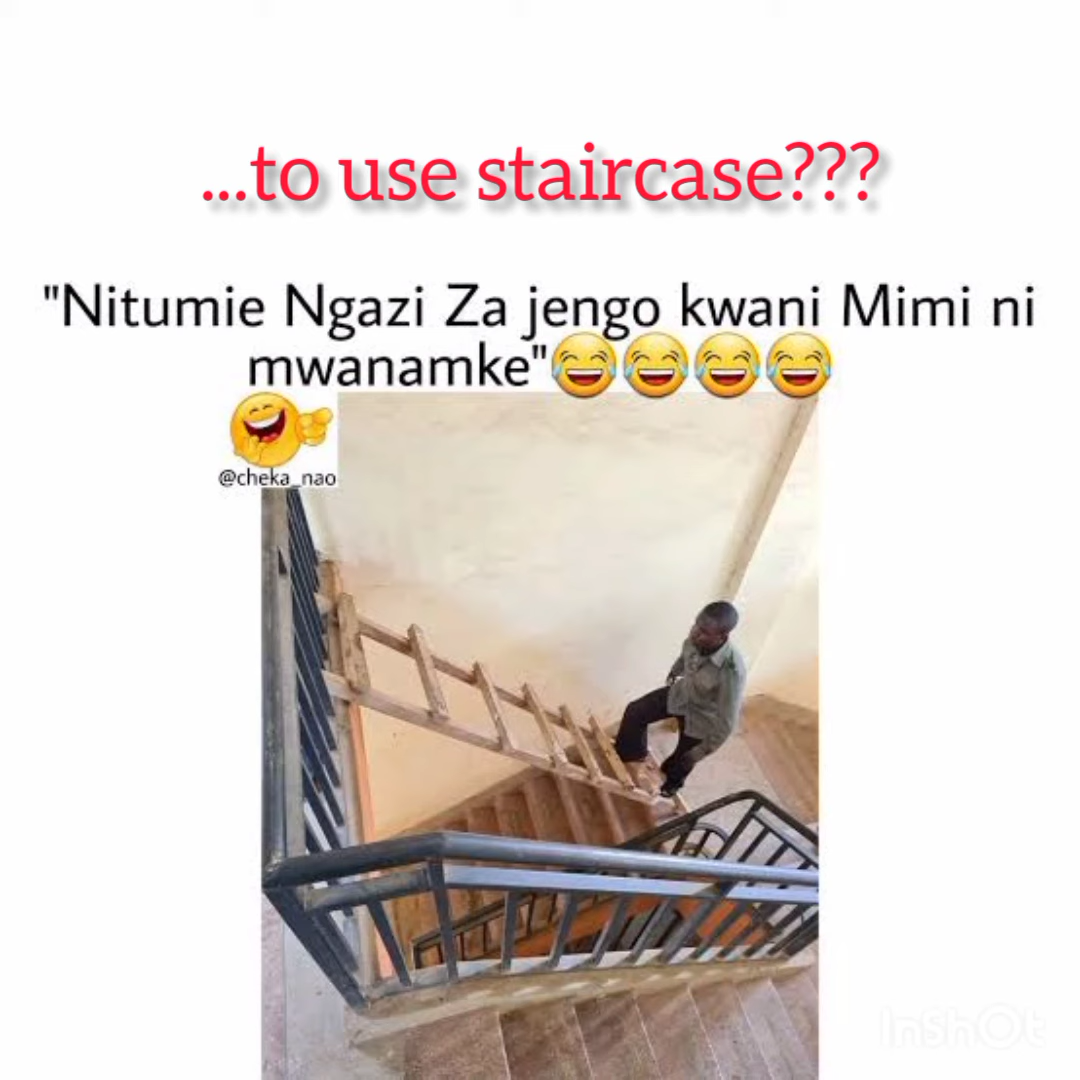 ...to use staircase???
"Nitumie Ngazi Za jengo kwani Mimi ni
mwanamke"😂😂😂😂
@cheka_nao
InShOt